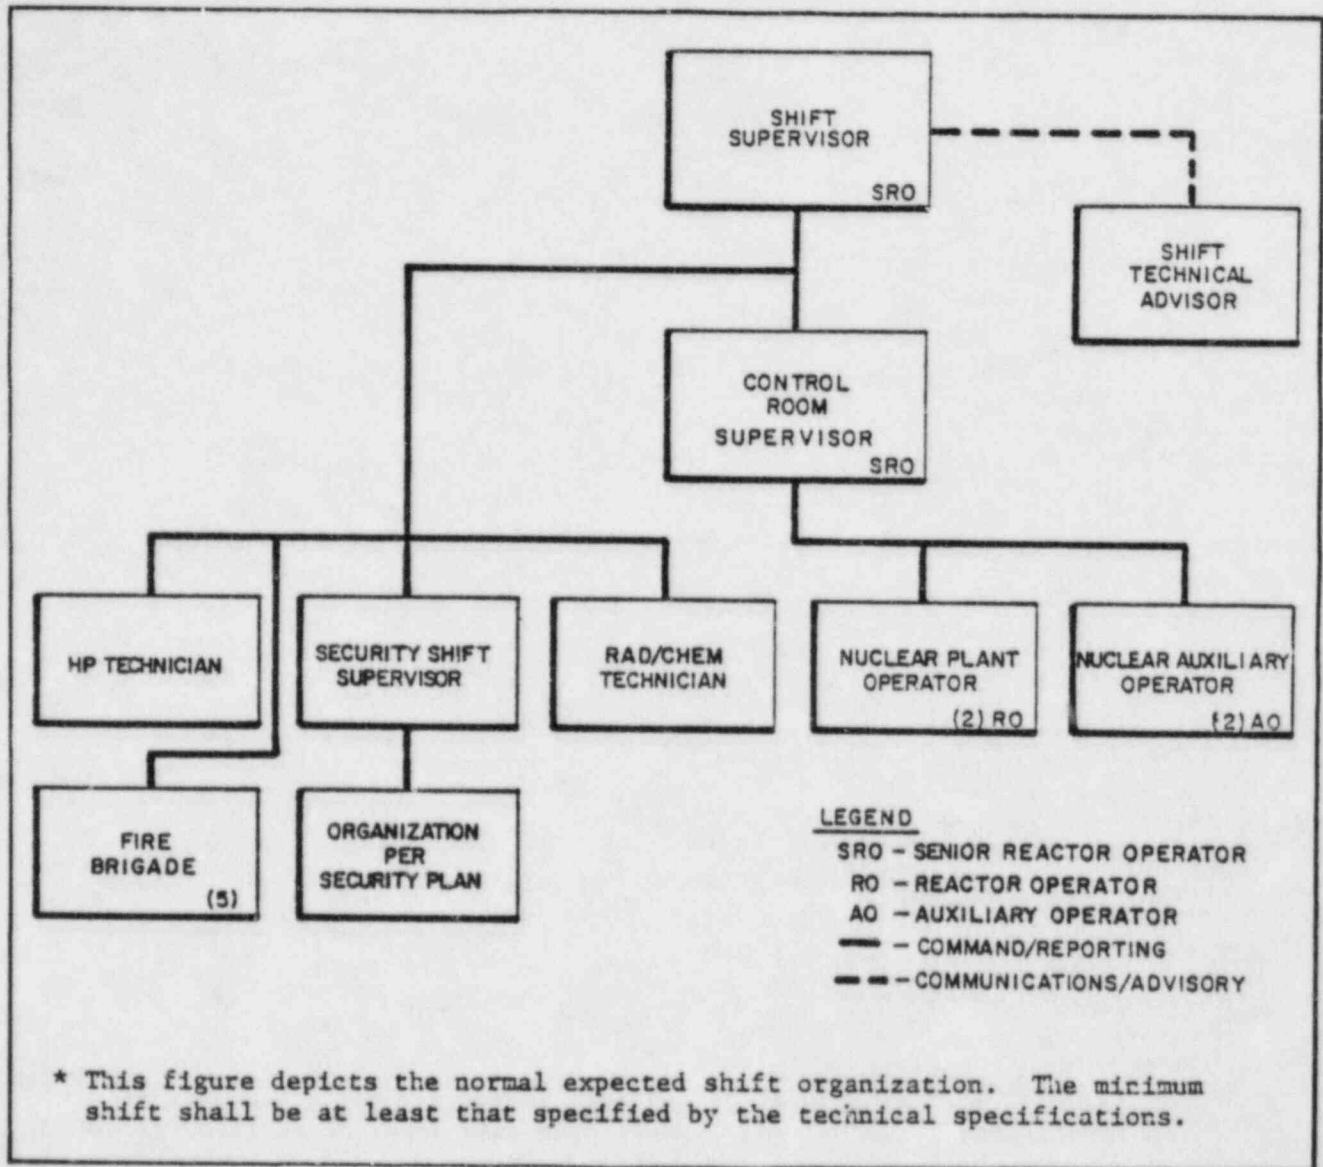 SHIFT
SUPERVISOR
SRO
SHIFT
TECHNICAL
ADVISOR
CONTROL
ROOM
SUPERVISOR
SRO
HP TECHNICIAN
SECURITY SHIFT
SUPERVISOR
RAD/CHEM
TECHNICIAN
NUCLEAR PLANT
OPERATOR
(2) RO
NUCLEAR AUXILIARY
OPERATOR
(2) AO
FIRE
BRIGADE
(5)
ORGANIZATION
PER
SECURITY PLAN
LEGEND
SRO - SENIOR REACTOR OPERATOR
RO - REACTOR OPERATOR
AO - AUXILIARY OPERATOR
- COMMAND/REPORTING
- COMMUNICATIONS/ADVISORY
* This figure depicts the normal expected shift organization. The minimum
shift shall be at least that specified by the technical specifications.